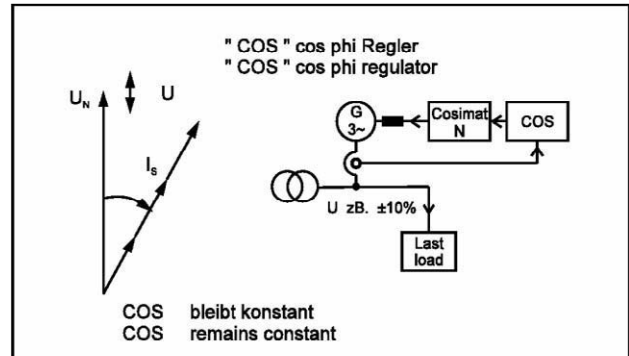 " COS " cos phi Regler
" COS " cos phi regulator
U_N
U
I_S
G
3~
Cosimat
N
COS
U zB. ±10%
Last
load
COS bleibt konstant
COS remains constant